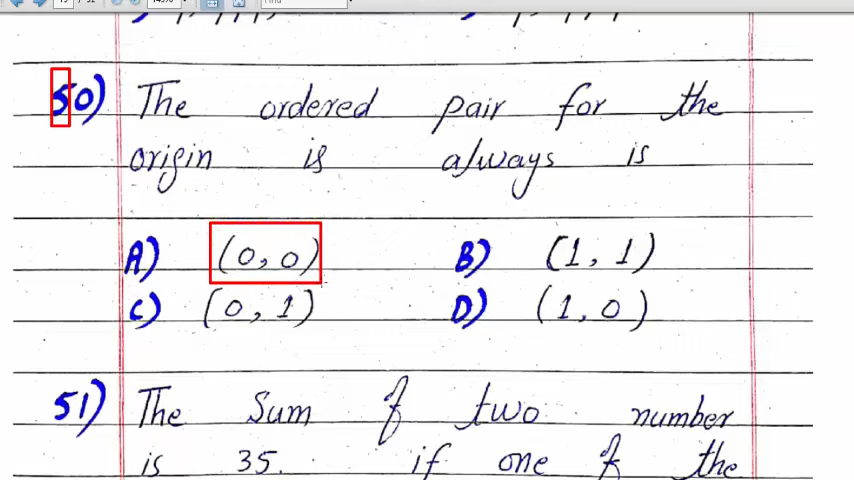 50) The ordered pair for the
origin is always is
A) (0,0) B) (1, 1)
C) (0, 1) D) (1, 0)
51) The Sum of two number
is 35. if one of the